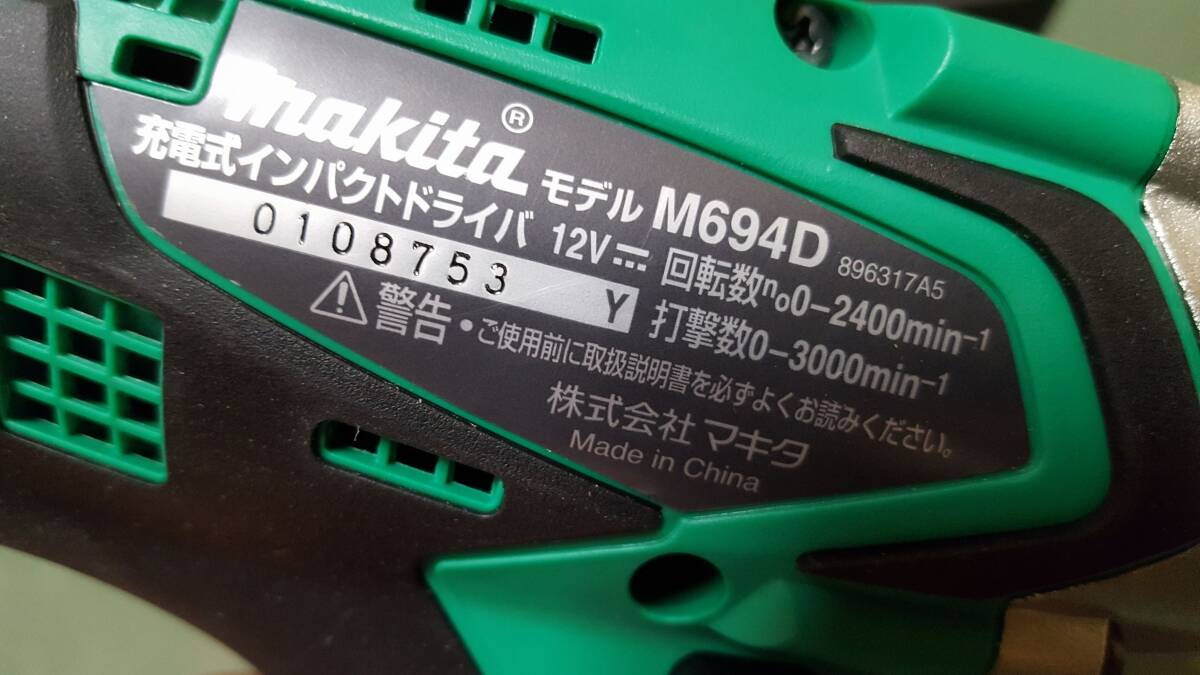 makita®
充電式インパクトドライバ モデル M694D
0108753 Y
12V⎓
896317A5
回転数n₀0-2400min⁻¹
打撃数0-3000min⁻¹
⚠警告・ご使用前に取扱説明書を必ずよくお読みください。
株式会社 マキタ
Made in China